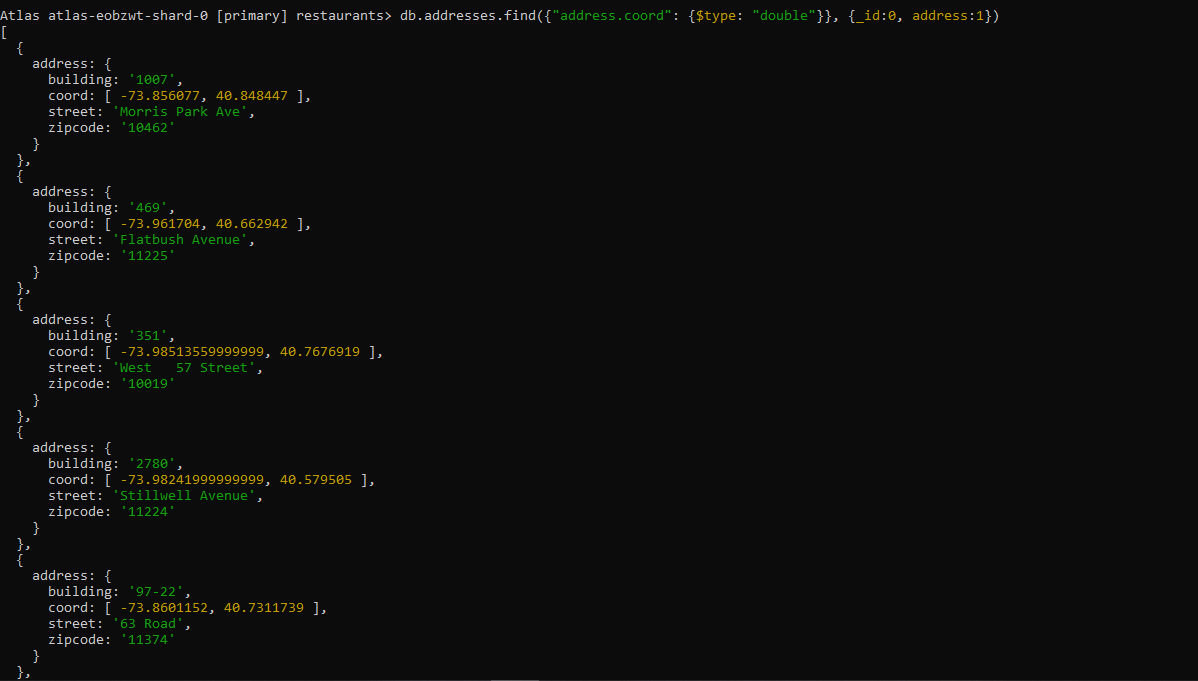 Atlas atlas-eobzwt-shard-0 [primary] restaurants> db.addresses.find({"address.coord": {$type: "double"}}, {_id:0, address:1})
[
  {
    address: {
      building: '1007',
      coord: [ -73.856077, 40.848447 ],
      street: 'Morris Park Ave',
      zipcode: '10462'
    }
  },
  {
    address: {
      building: '469',
      coord: [ -73.961704, 40.662942 ],
      street: 'Flatbush Avenue',
      zipcode: '11225'
    }
  },
  {
    address: {
      building: '351',
      coord: [ -73.98513559999999, 40.7676919 ],
      street: 'West   57 Street',
      zipcode: '10019'
    }
  },
  {
    address: {
      building: '2780',
      coord: [ -73.98241999999999, 40.579505 ],
      street: 'Stillwell Avenue',
      zipcode: '11224'
    }
  },
  {
    address: {
      building: '97-22',
      coord: [ -73.8601152, 40.7311739 ],
      street: '63 Road',
      zipcode: '11374'
    }
  },